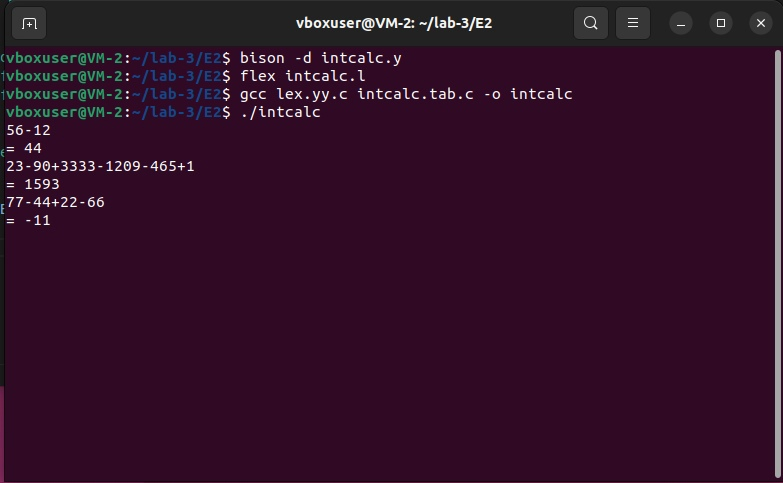 vboxuser@VM-2: ~/lab-3/E2
vboxuser@VM-2:~/lab-3/E2$ bison -d intcalc.y
vboxuser@VM-2:~/lab-3/E2$ flex intcalc.l
vboxuser@VM-2:~/lab-3/E2$ gcc lex.yy.c intcalc.tab.c -o intcalc
vboxuser@VM-2:~/lab-3/E2$ ./intcalc
56-12
= 44
23-90+3333-1209-465+1
= 1593
77-44+22-66
= -11